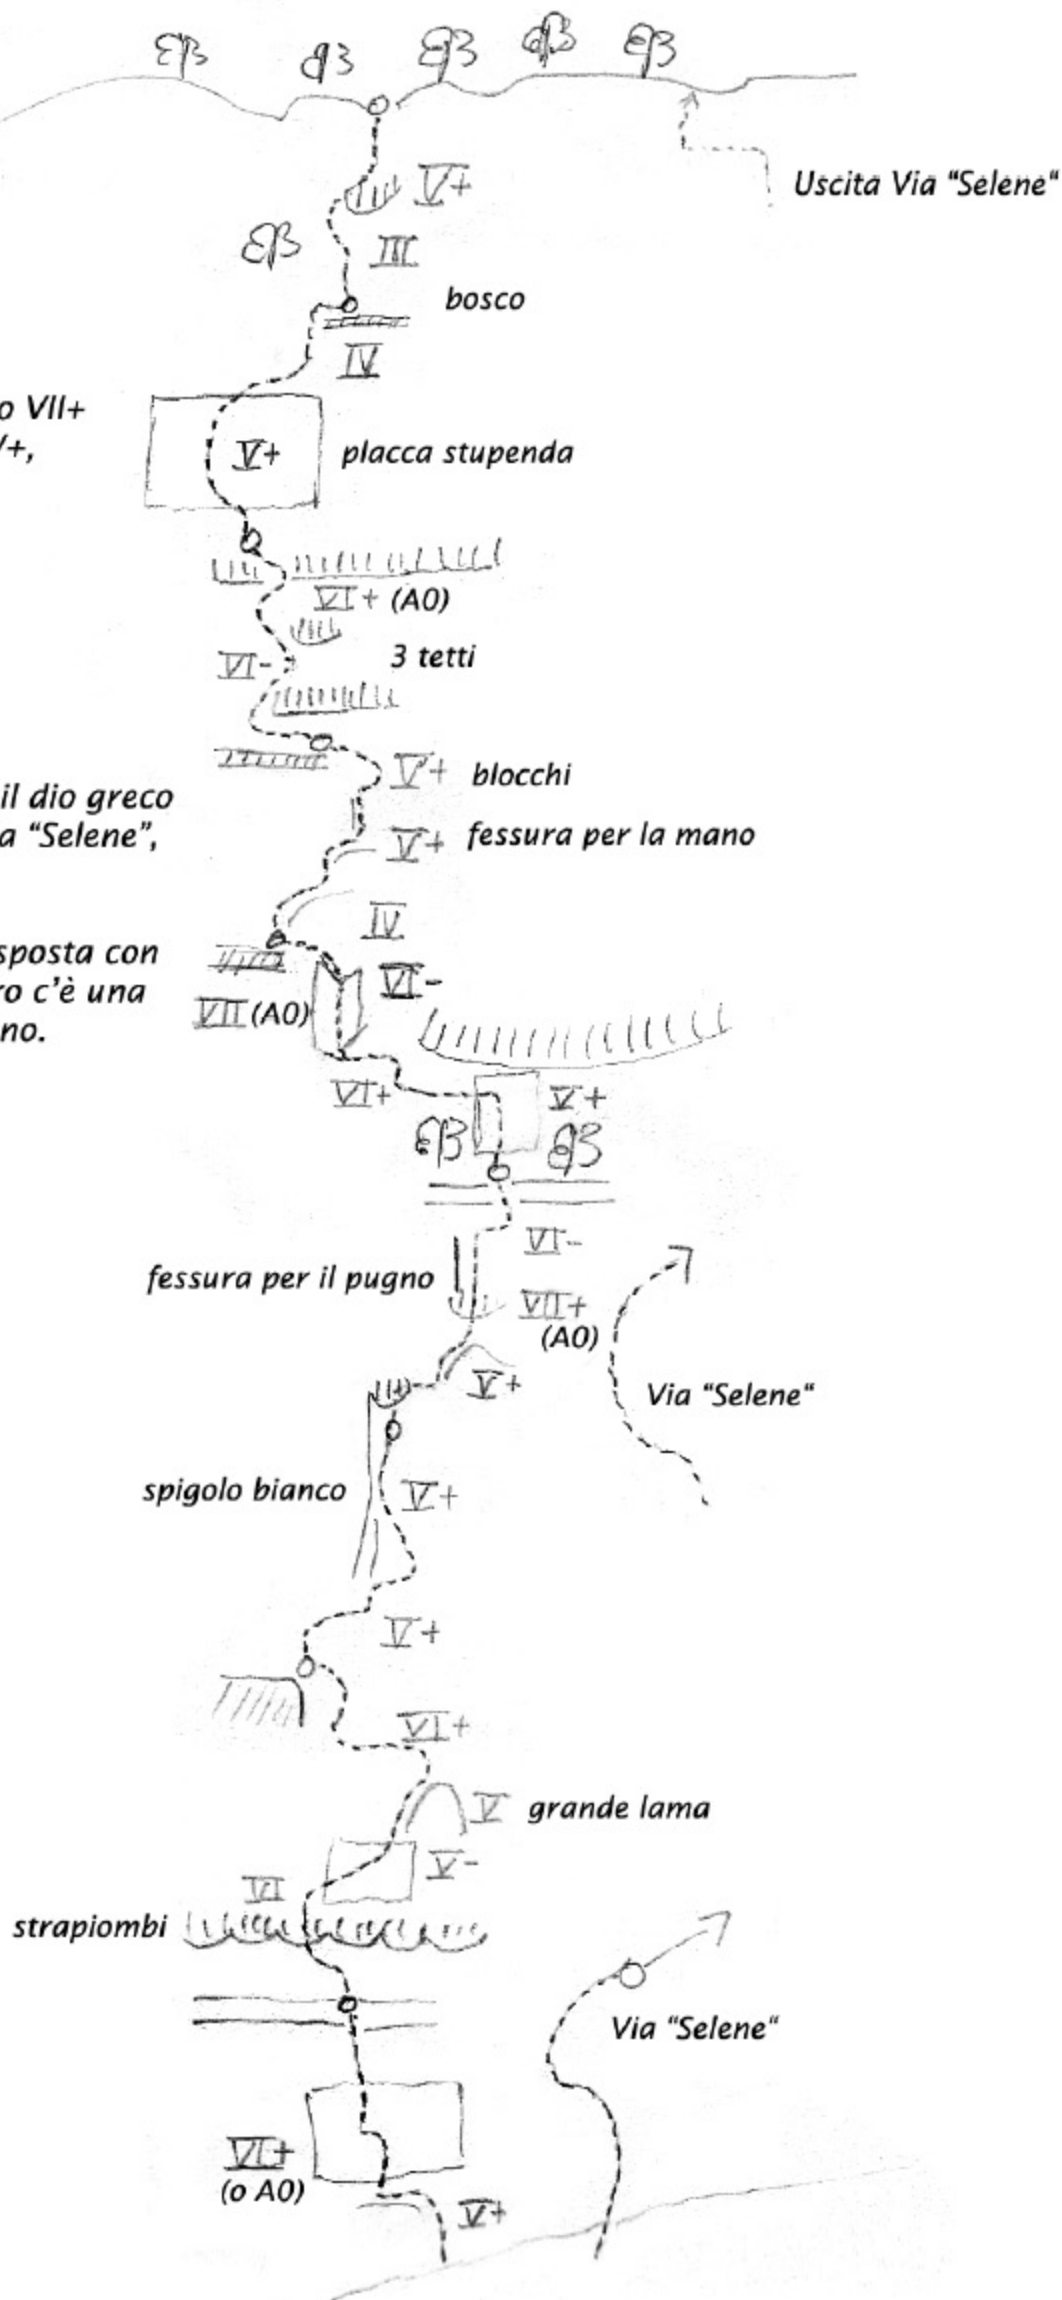 Uscita Via “Selene“
V+
III
bosco
IV
o VII+
V+,
V+
placca stupenda
VI+ (A0)
VI-
3 tetti
V+ blocchi
il dio greco
a “Selene”,
V+ fessura per la mano
IV
sposta con
ro c'è una
no.
VI-
VII (A0)
VI+
V+
VI-
fessura per il pugno
VII+
(A0)
V+
Via “Selene“
spigolo bianco
V+
V+
VI+
V grande lama
V-
VI
strapiombi
Via “Selene“
VI+
(o A0)
V+